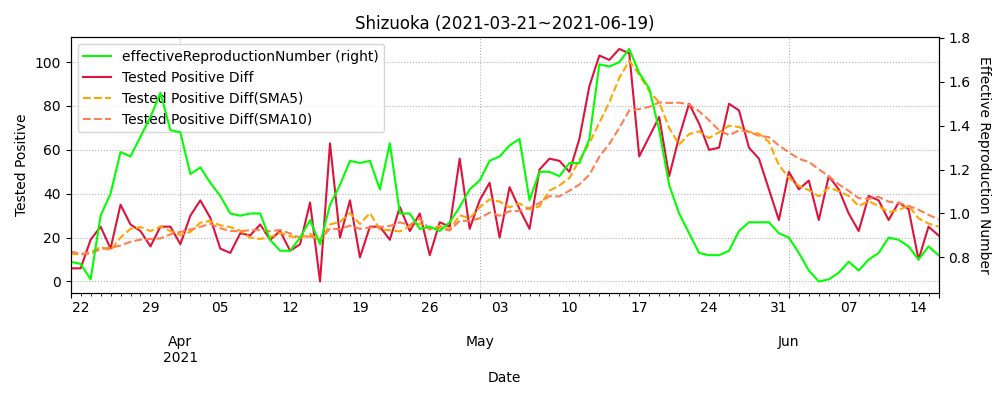 Shizuoka (2021-03-21~2021-06-19)
effectiveReproductionNumber (right)
Tested Positive Diff
Tested Positive Diff(SMA5)
Tested Positive Diff(SMA10)
Tested Positive
100
80
60
40
20
0
1.8
1.6
1.4
1.2
1.0
0.8
Effective Reproduction Number
22 29 05 12 19 26 03 10 17 24 31 07 14
Apr May Jun
2021
Date